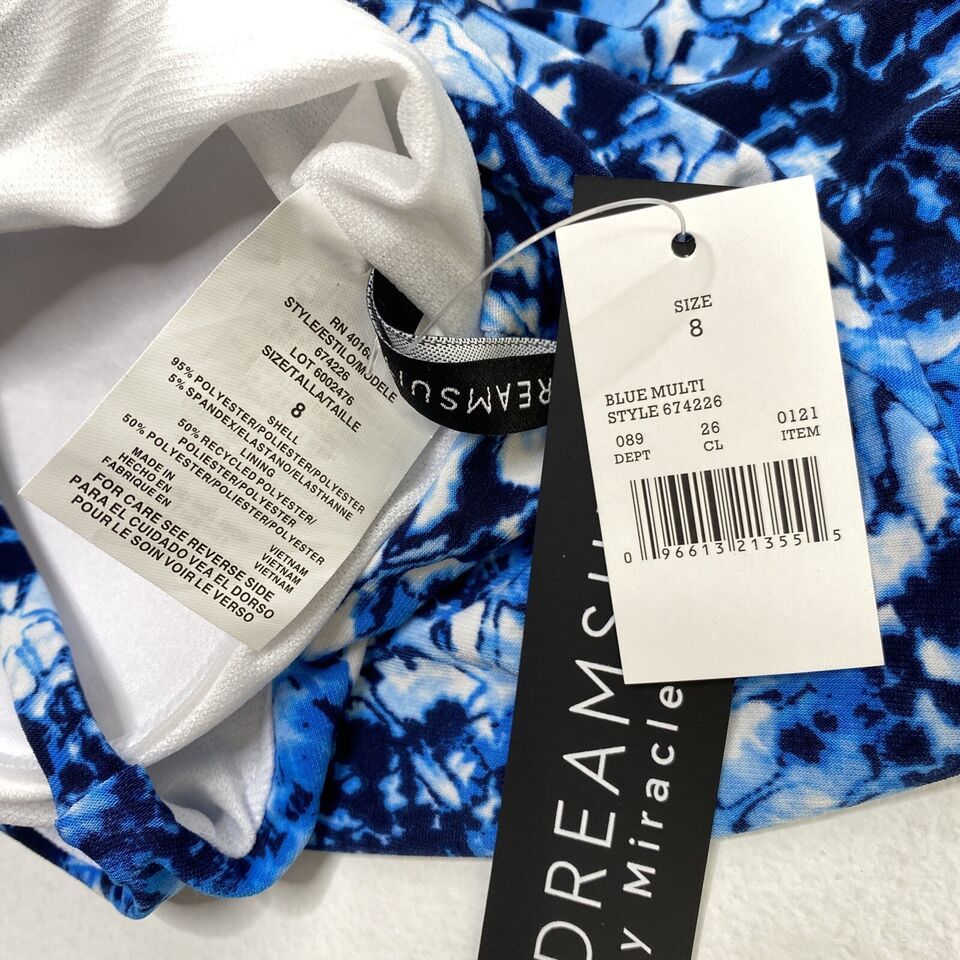 RN 4016
STYLE/ESTILO/MODELE
674226
LOT 6002476
SIZE/TALLA/TAILLE
8
SHELL
95% POLYESTER/POLIESTER/POLYESTER
5% SPANDEX/ELASTANO/ELASTHANNE
LINING
50% RECYCLED POLYESTER/
POLIESTER/POLYESTER
50% POLYESTER/POLIESTER/POLYESTER
MADE IN VIETNAM
HECHO EN VIETNAM
FABRIQUE EN VIETNAM
FOR CARE SEE REVERSE SIDE
PARA EL CUIDADO VEA EL DORSO
POUR LE SOIN VOIR LE VERSO
REAMSU
SIZE
8
BLUE MULTI
STYLE 674226
089 26 0121
DEPT CL ITEM
0 96613 21355 5
DREAMSU
y Miracle